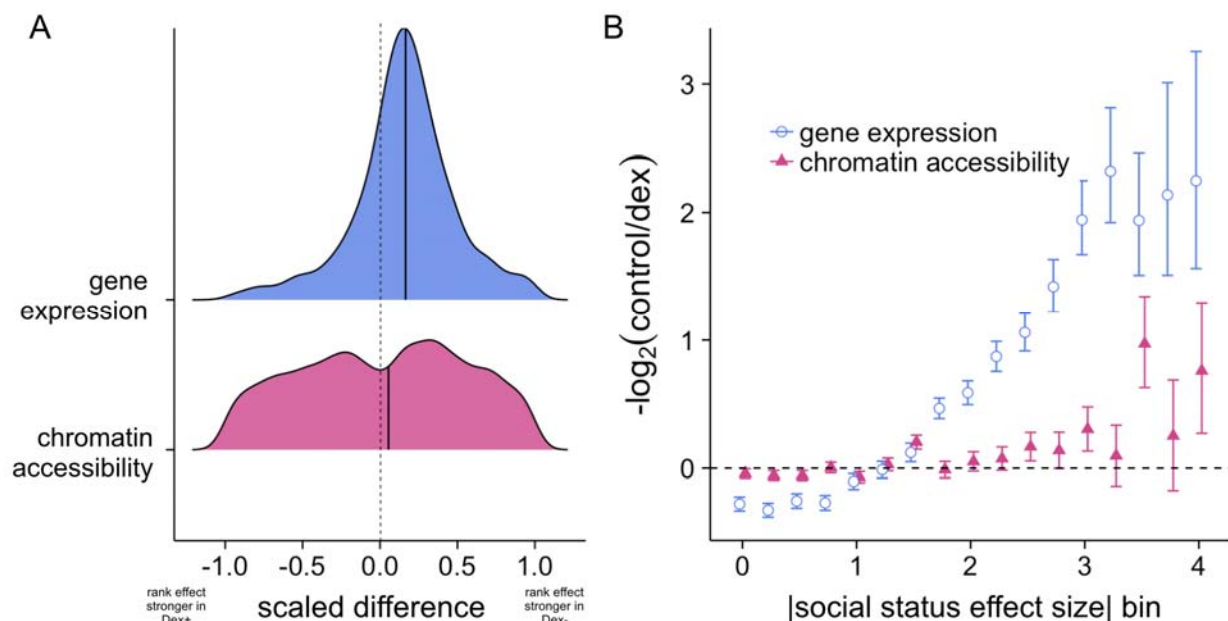 A
gene
expression
chromatin
accessibility
-1.0 -0.5 0.0 0.5 1.0
rank effect
stronger in
Dex+
scaled difference
rank effect
stronger in
Dex-
B
3
2
1
0
-log₂(control/dex)
gene expression
chromatin accessibility
0 1 2 3 4
|social status effect size| bin